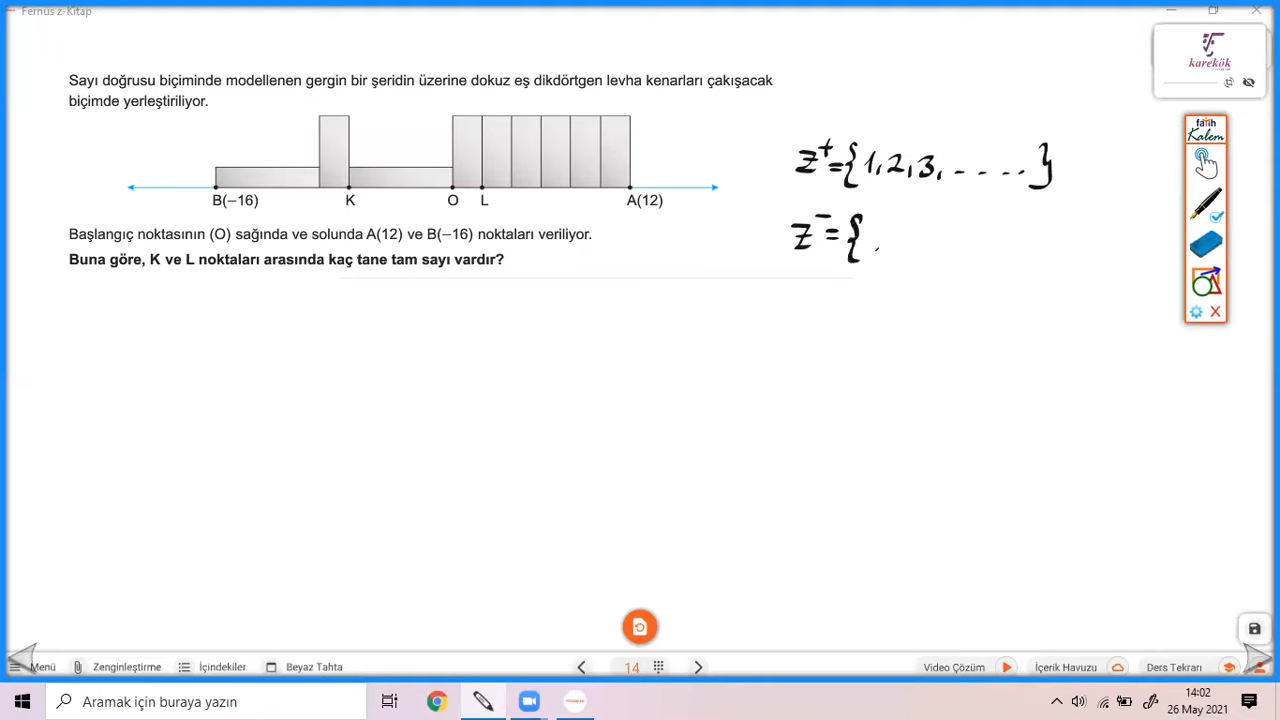 Fernus z-Kitap
karekök
Sayı doğrusu biçiminde modellenen gergin bir şeridin üzerine dokuz eş dikdörtgen levha kenarları çakışacak
biçimde yerleştiriliyor.
B(−16) K O L A(12)
Başlangıç noktasının (O) sağında ve solunda A(12) ve B(−16) noktaları veriliyor.
Buna göre, K ve L noktaları arasında kaç tane tam sayı vardır?
Z⁺={1,2,3,.....}
Z⁻={
fatih
Kalem
Menü Zenginleştirme İçindekiler Beyaz Tahta 14 Video Çözüm İçerik Havuzu Ders Tekrarı
Aramak için buraya yazın
14:02
26 May 2021